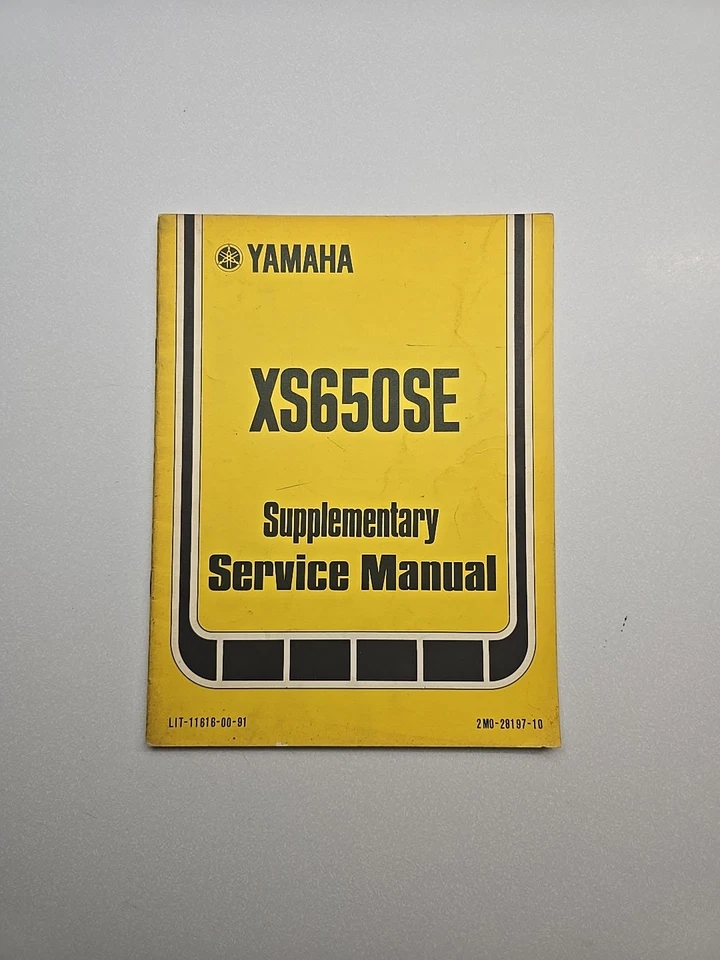 YAMAHA
XS650SE
Supplementary
Service Manual
LIT-11616-00-91
2M0-28197-10